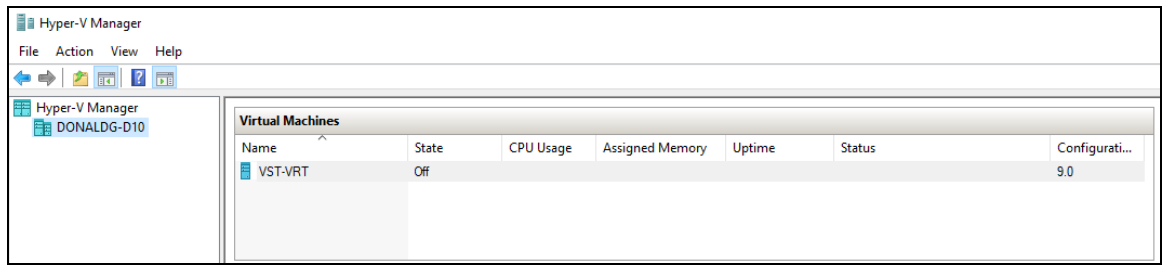 Hyper-V Manager
File Action View Help
Hyper-V Manager
DONALDG-D10
Virtual Machines
Name State CPU Usage Assigned Memory Uptime Status Configurati...
VST-VRT Off 9.0